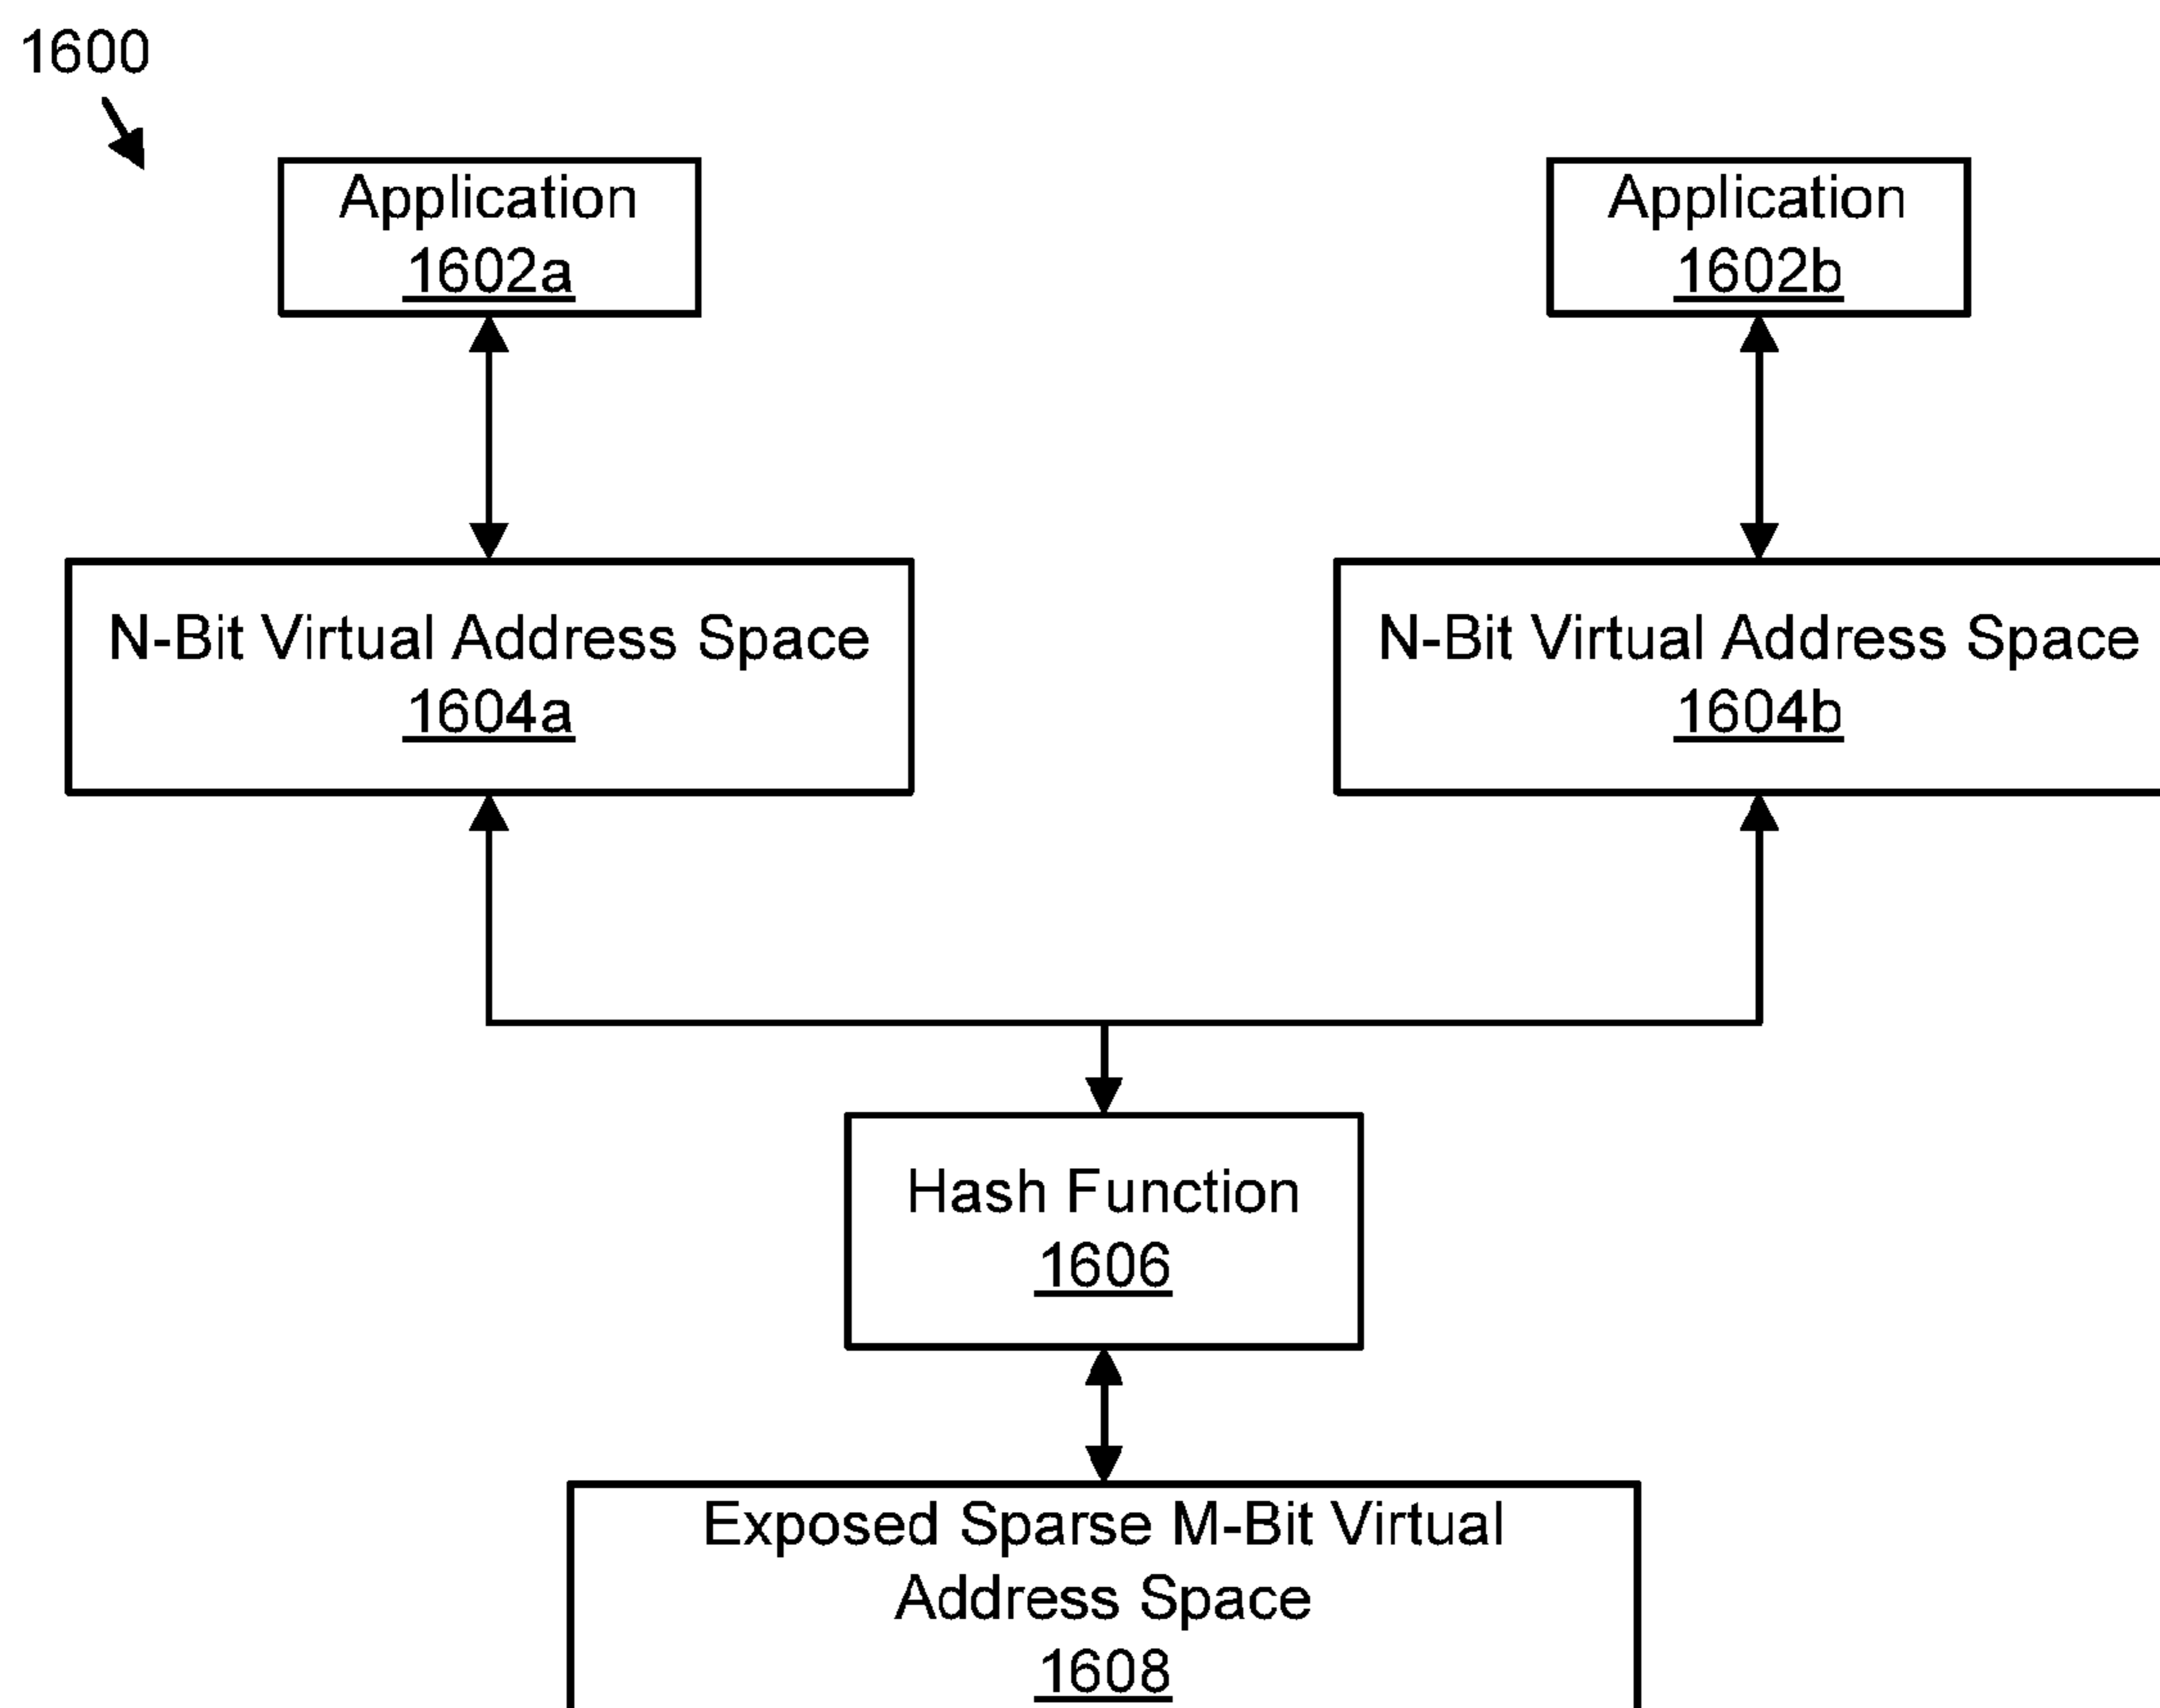 1600
Application
1602a
Application
1602b
N-Bit Virtual Address Space
1604a
N-Bit Virtual Address Space
1604b
Hash Function
1606
Exposed Sparse M-Bit Virtual
Address Space
1608